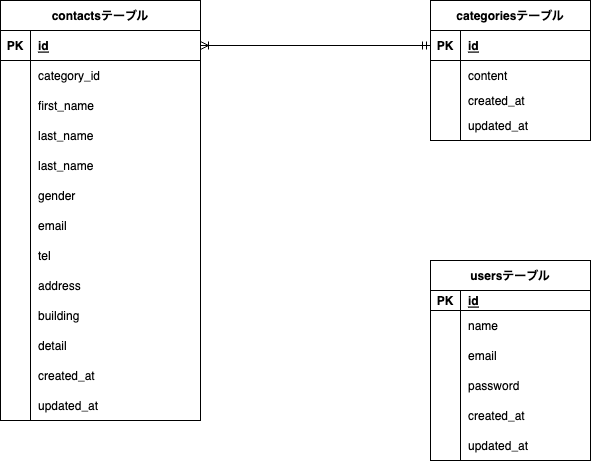 contactsテーブル
PK id
category_id
first_name
last_name
last_name
gender
email
tel
address
building
detail
created_at
updated_at
categoriesテーブル
PK id
content
created_at
updated_at
usersテーブル
PK id
name
email
password
created_at
updated_at